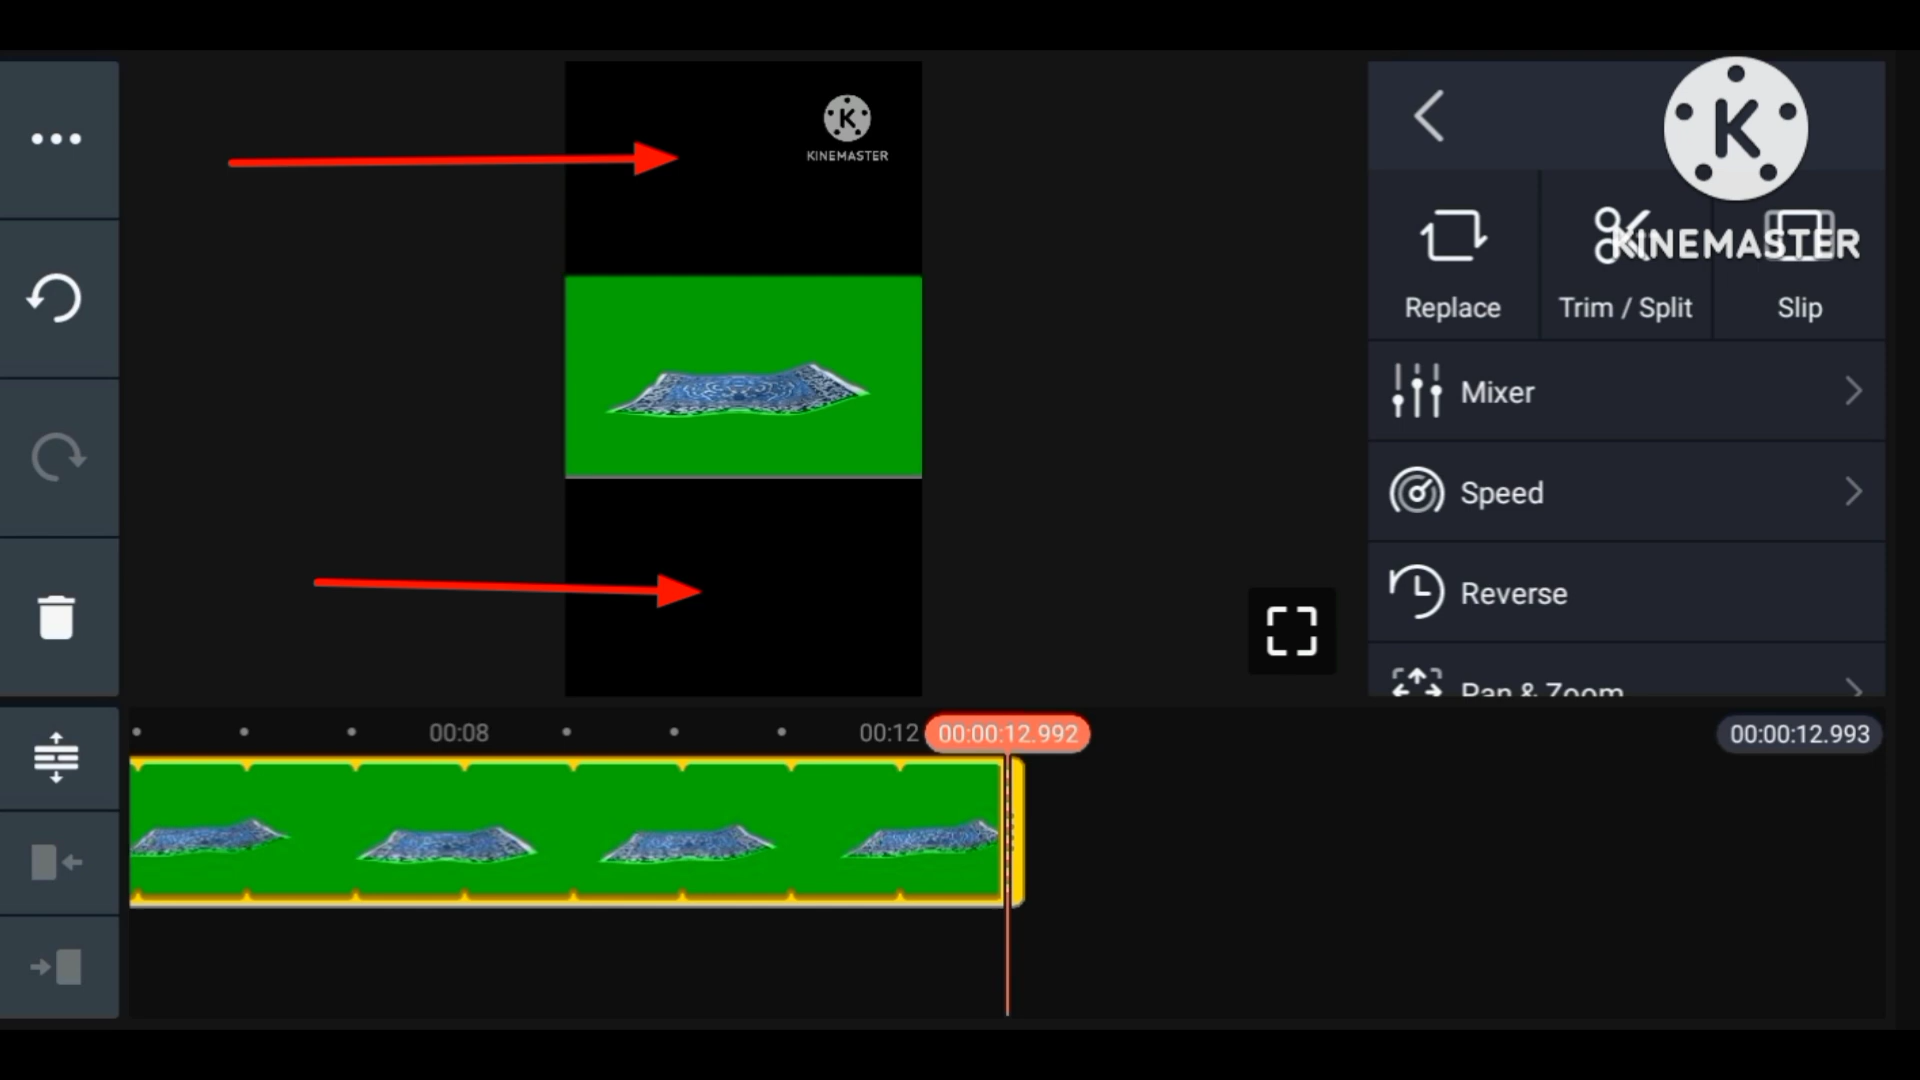 K
KINEMASTER
K
KINEMASTER
Replace
Trim / Split
Slip
Mixer
Speed
Reverse
Pan & Zoom
00:08
00:12
00:00:12.992
00:00:12.993